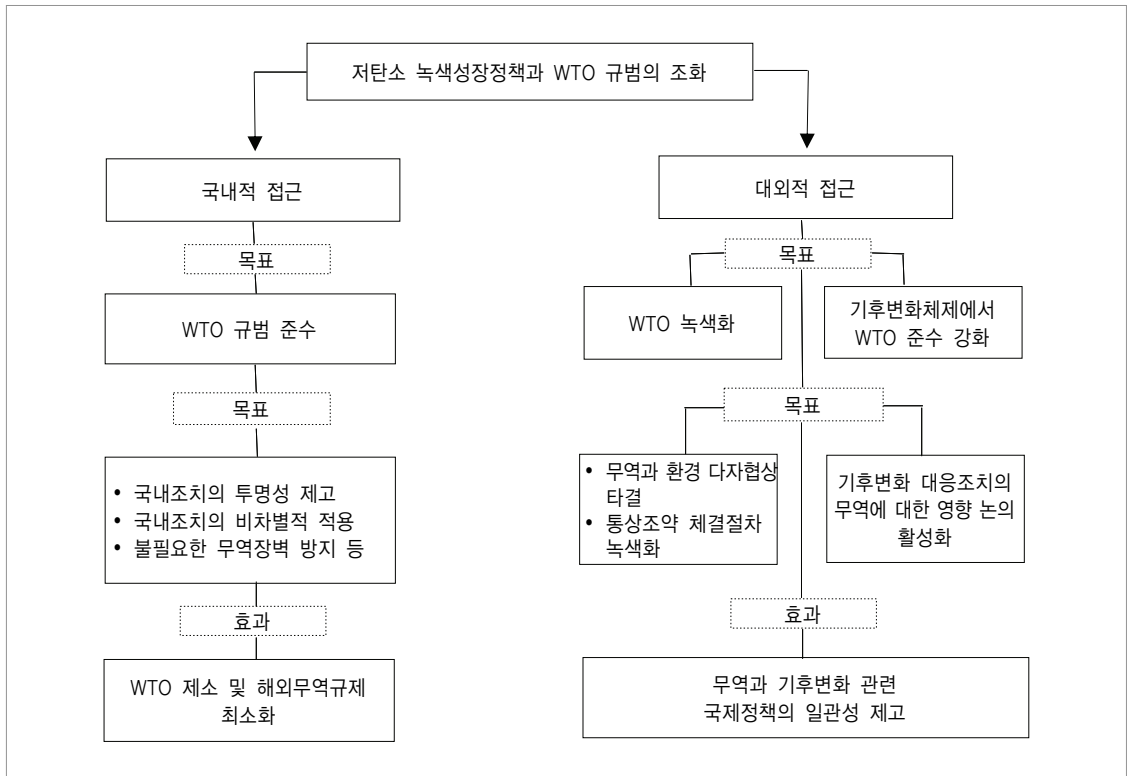 저탄소 녹색성장정책과 WTO 규범의 조화
국내적 접근
목표
WTO 규범 준수
목표
• 국내조치의 투명성 제고
• 국내조치의 비차별적 적용
• 불필요한 무역장벽 방지 등
효과
WTO 제소 및 해외무역규제
최소화
대외적 접근
목표
WTO 녹색화
기후변화체제에서
WTO 준수 강화
목표
• 무역과 환경 다자협상
타결
• 통상조약 체결절차
녹색화
기후변화 대응조치의
무역에 대한 영향 논의
활성화
효과
무역과 기후변화 관련
국제정책의 일관성 제고